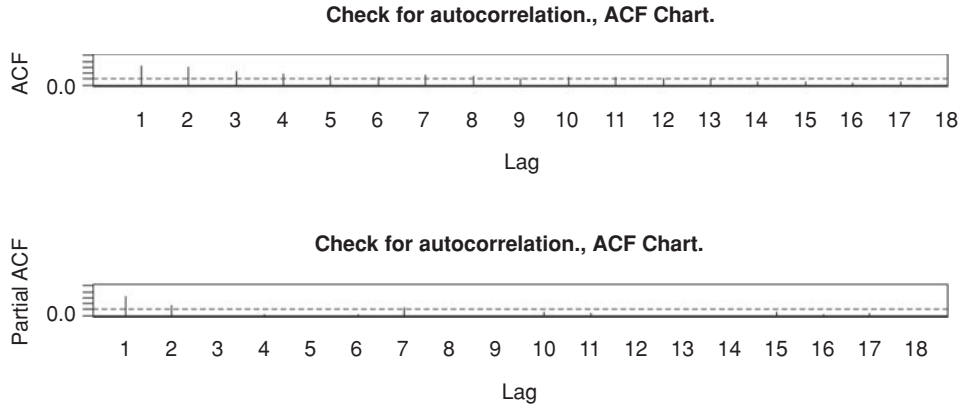 Check for autocorrelation., ACF Chart.
ACF
0.0
1 2 3 4 5 6 7 8 9 10 11 12 13 14 15 16 17 18
Lag
Check for autocorrelation., ACF Chart.
Partial ACF
0.0
1 2 3 4 5 6 7 8 9 10 11 12 13 14 15 16 17 18
Lag